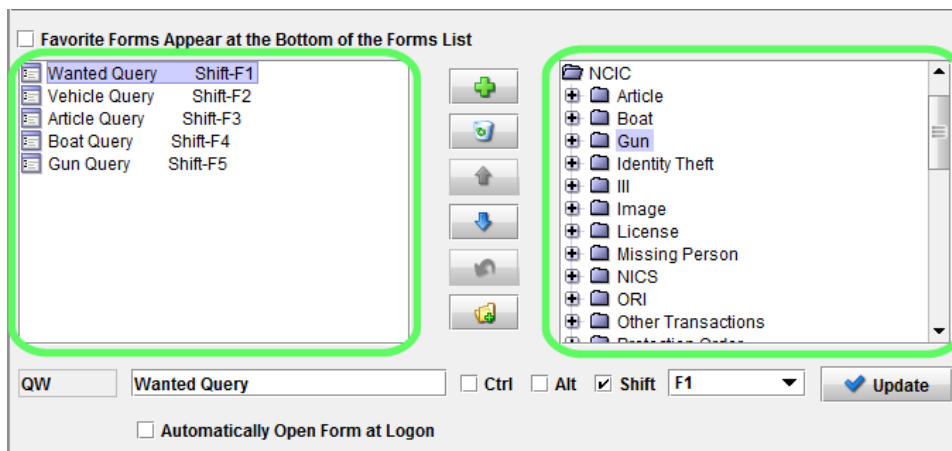 Favorite Forms Appear at the Bottom of the Forms List
Wanted Query Shift-F1
Vehicle Query Shift-F2
Article Query Shift-F3
Boat Query Shift-F4
Gun Query Shift-F5
NCIC
Article
Boat
Gun
Identity Theft
III
Image
License
Missing Person
NICS
ORI
Other Transactions
Protection Order
QW Wanted Query Ctrl Alt Shift F1 Update
Automatically Open Form at Logon